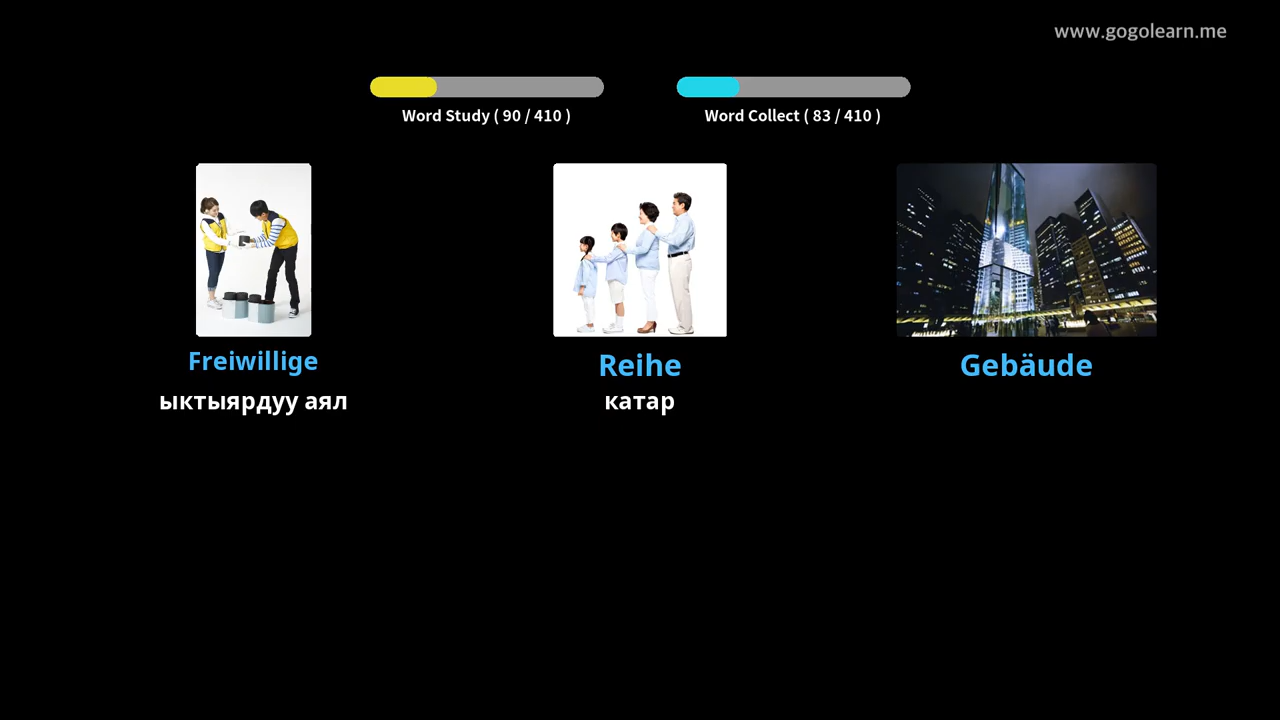 www.gogolearn.me
Word Study ( 90 / 410 )
Word Collect ( 83 / 410 )
Freiwillige
ыктыярдуу аял
Reihe
катар
Gebäude